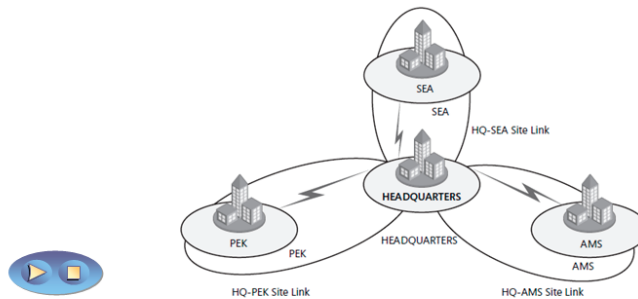 SEA
SEA
HQ-SEA Site Link
HEADQUARTERS
PEK
PEK
HEADQUARTERS
AMS
AMS
HQ-PEK Site Link
HQ-AMS Site Link